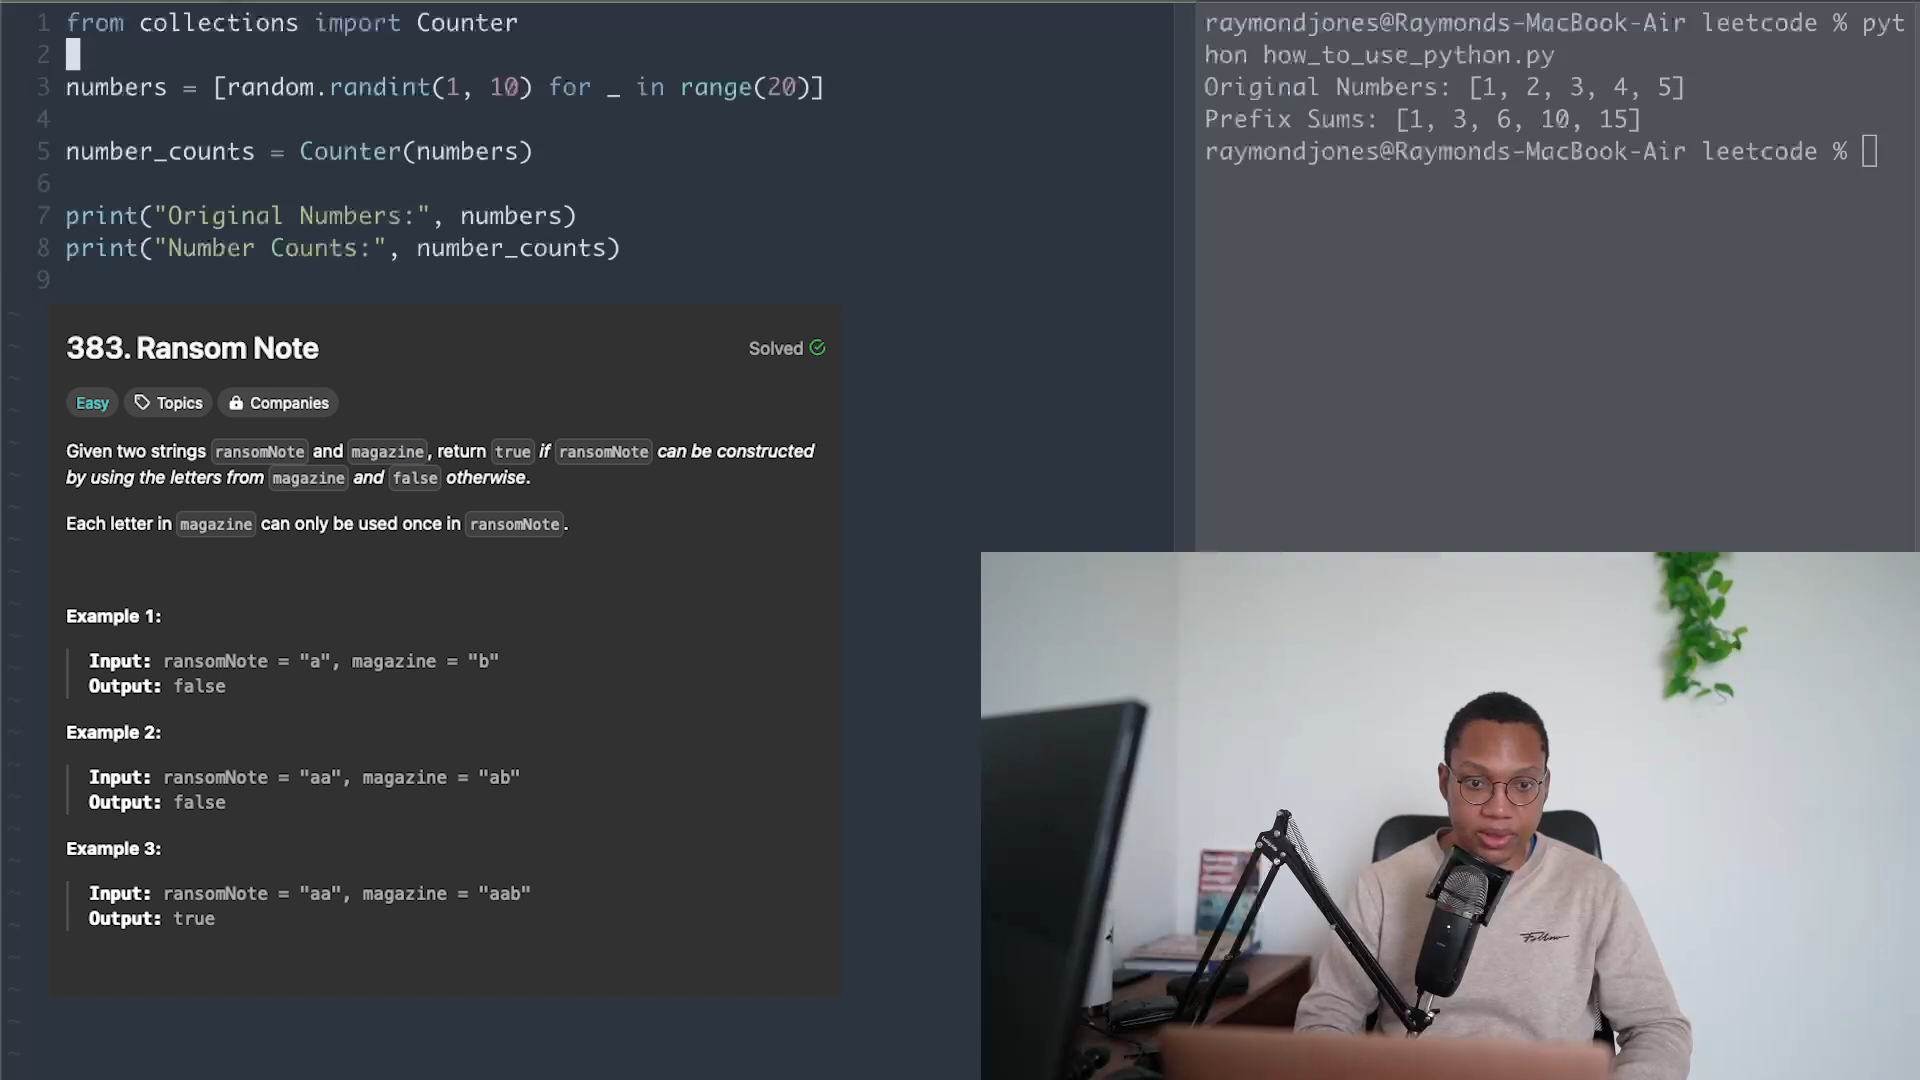 1 from collections import Counter
2
3 numbers = [random.randint(1, 10) for _ in range(20)]
4
5 number_counts = Counter(numbers)
6
7 print("Original Numbers:", numbers)
8 print("Number Counts:", number_counts)
9
raymondjones@Raymonds-MacBook-Air leetcode % pyt
hon how_to_use_python.py
Original Numbers: [1, 2, 3, 4, 5]
Prefix Sums: [1, 3, 6, 10, 15]
raymondjones@Raymonds-MacBook-Air leetcode %
383. Ransom Note
Solved
Easy Topics Companies
Given two strings ransomNote and magazine, return true if ransomNote can be constructed
by using the letters from magazine and false otherwise.
Each letter in magazine can only be used once in ransomNote.
Example 1:
Input: ransomNote = "a", magazine = "b"
Output: false
Example 2:
Input: ransomNote = "aa", magazine = "ab"
Output: false
Example 3:
Input: ransomNote = "aa", magazine = "aab"
Output: true